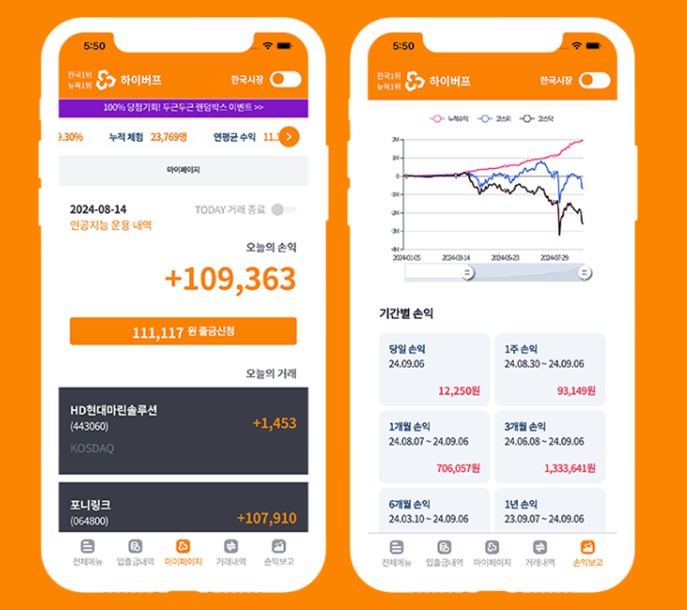 5:50
한국1위
뉴욕1위
하이버프
한국시장
100% 당첨기회! 두근두근 랜덤박스 이벤트 >>
9.30%
누적 체험 23,769명
연평균 수익 11.1
마이페이지
2024-08-14
TODAY 거래 종료
인공지능 운용 내역
오늘의 손익
+109,363
111,117 원 출금신청
오늘의 거래
HD현대마린솔루션
(443060)
+1,453
KOSDAQ
포니링크
(064800)
+107,910
전체메뉴
입출금내역
마이페이지
거래내역
손익보고
5:50
한국1위
뉴욕1위
하이버프
한국시장
누적수익
코스피
코스닥
2M
1M
0
-1M
-2M
-3M
-4M
2024-01-05
2024-03-14
2024-05-23
2024-07-29
기간별 손익
당일 손익
24.09.06
12,250원
1주 손익
24.08.30 ~ 24.09.06
93,149원
1개월 손익
24.08.07 ~ 24.09.06
706,057원
3개월 손익
24.06.08 ~ 24.09.06
1,333,641원
6개월 손익
24.03.10 ~ 24.09.06
1년 손익
23.09.07 ~ 24.09.06
전체메뉴
입출금내역
마이페이지
거래내역
손익보고